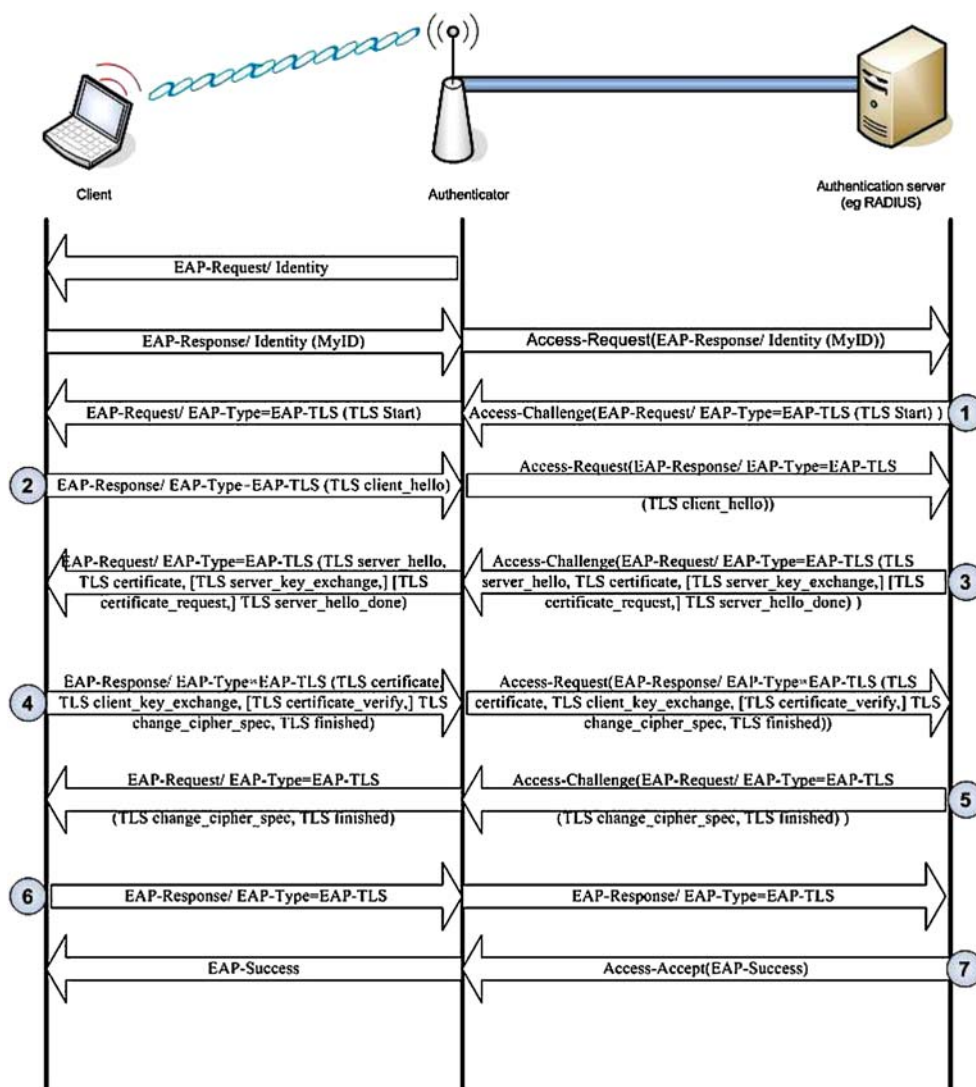 Client
Authenticator
Authentication server
(eg RADIUS)
EAP-Request/ Identity
EAP-Response/ Identity (MyID)
Access-Request(EAP-Response/ Identity (MyID))
EAP-Request/ EAP-Type=EAP-TLS (TLS Start)
Access-Challenge(EAP-Request/ EAP-Type=EAP-TLS (TLS Start) )
1
2
EAP-Response/ EAP-Type=EAP-TLS (TLS client_hello)
Access-Request(EAP-Response/ EAP-Type=EAP-TLS
(TLS client_hello))
EAP-Request/ EAP-Type=EAP-TLS (TLS server_hello,
TLS certificate, [TLS server_key_exchange,] [TLS
certificate_request,] TLS server_hello_done)
Access-Challenge(EAP-Request/ EAP-Type=EAP-TLS (TLS
server_hello, TLS certificate, [TLS server_key_exchange,] [TLS
certificate_request,] TLS server_hello_done) )
3
4
EAP-Response/ EAP-Type=EAP-TLS (TLS certificate,
TLS client_key_exchange, [TLS certificate_verify,] TLS
change_cipher_spec, TLS finished)
Access-Request(EAP-Response/ EAP-Type=EAP-TLS (TLS
certificate, TLS client_key_exchange, [TLS certificate_verify,] TLS
change_cipher_spec, TLS finished))
EAP-Request/ EAP-Type=EAP-TLS
(TLS change_cipher_spec, TLS finished)
Access-Challenge(EAP-Request/ EAP-Type=EAP-TLS
(TLS change_cipher_spec, TLS finished) )
5
6
EAP-Response/ EAP-Type=EAP-TLS
EAP-Response/ EAP-Type=EAP-TLS
EAP-Success
Access-Accept(EAP-Success)
7